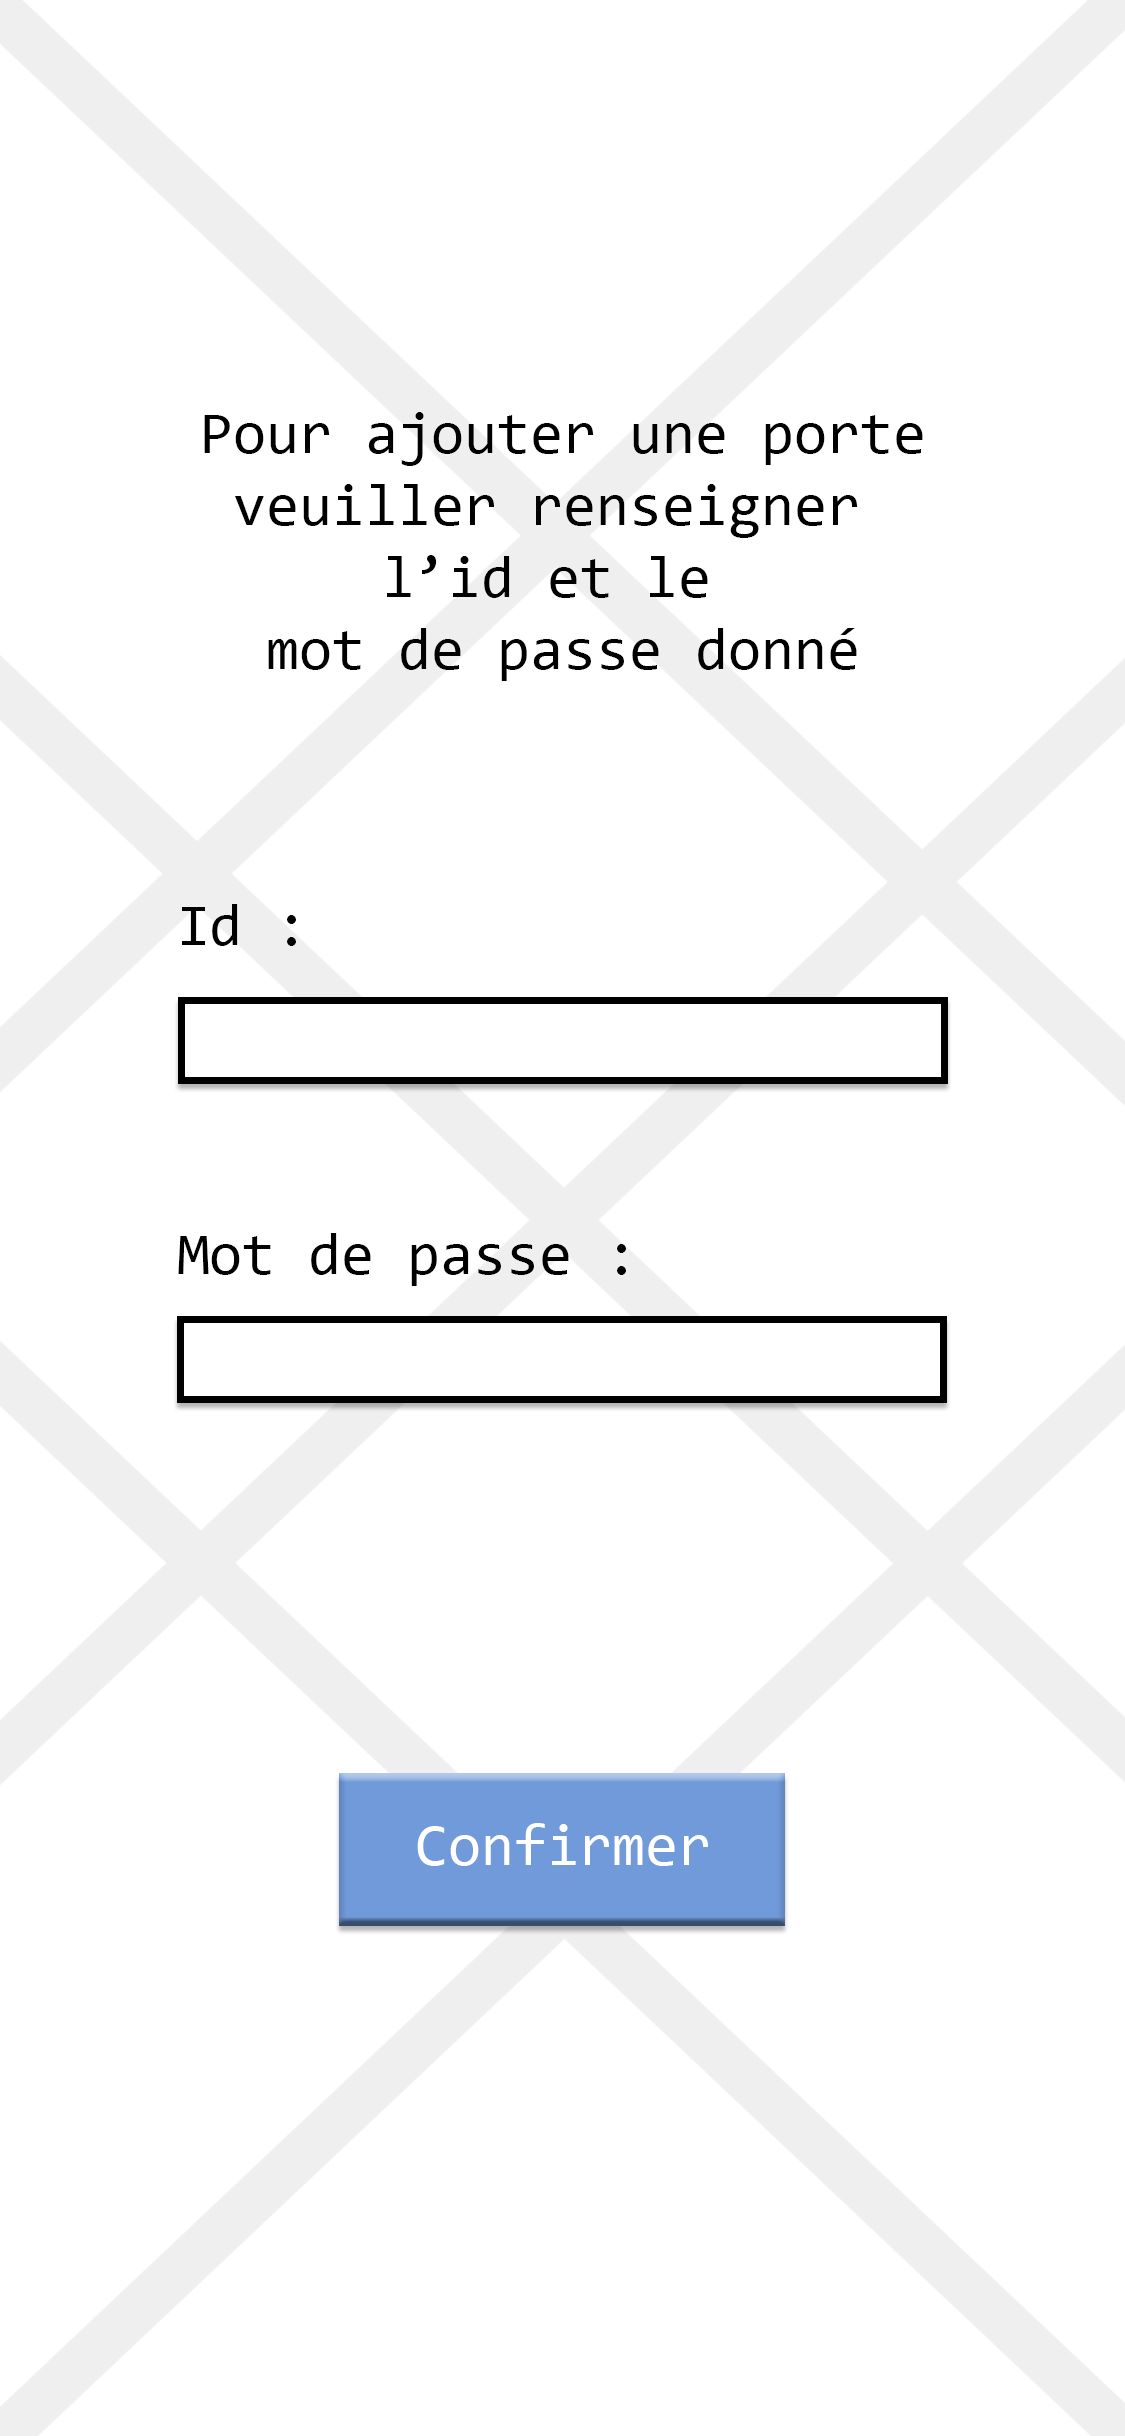 Pour ajouter une porte
veuiller renseigner
l’id et le
mot de passe donné
Id :
Mot de passe :
Confirmer